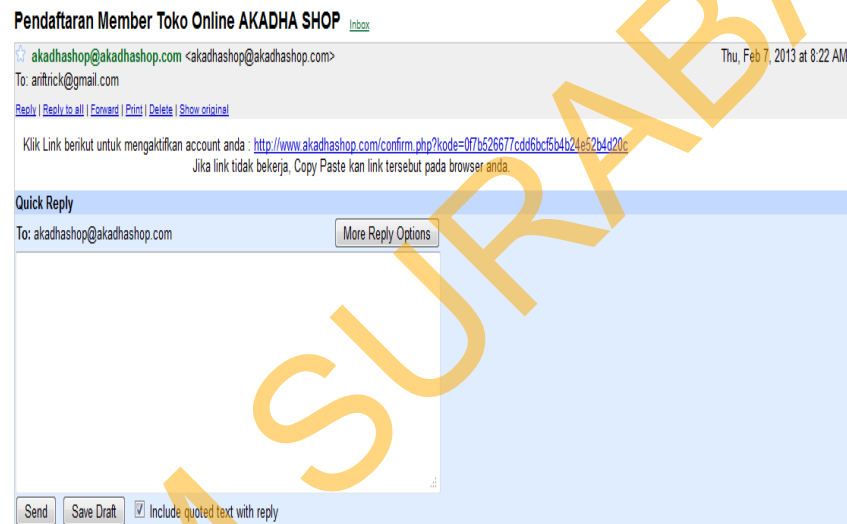 Pendaftaran Member Toko Online AKADHA SHOP Inbox
akadhashop@akadhashop.com <akadhashop@akadhashop.com> Thu, Feb 7, 2013 at 8:22 AM
To: ariftrick@gmail.com
Reply | Reply to all | Forward | Print | Delete | Show original
Klik Link berikut untuk mengaktifkan account anda : http://www.akadhashop.com/confirm.php?kode=0f7b526677cdd6bcf5b4b24e52b4d20c
Jika link tidak bekerja, Copy Paste kan link tersebut pada browser anda.
Quick Reply
To: akadhashop@akadhashop.com More Reply Options
Send Save Draft Include quoted text with reply
M SURABA